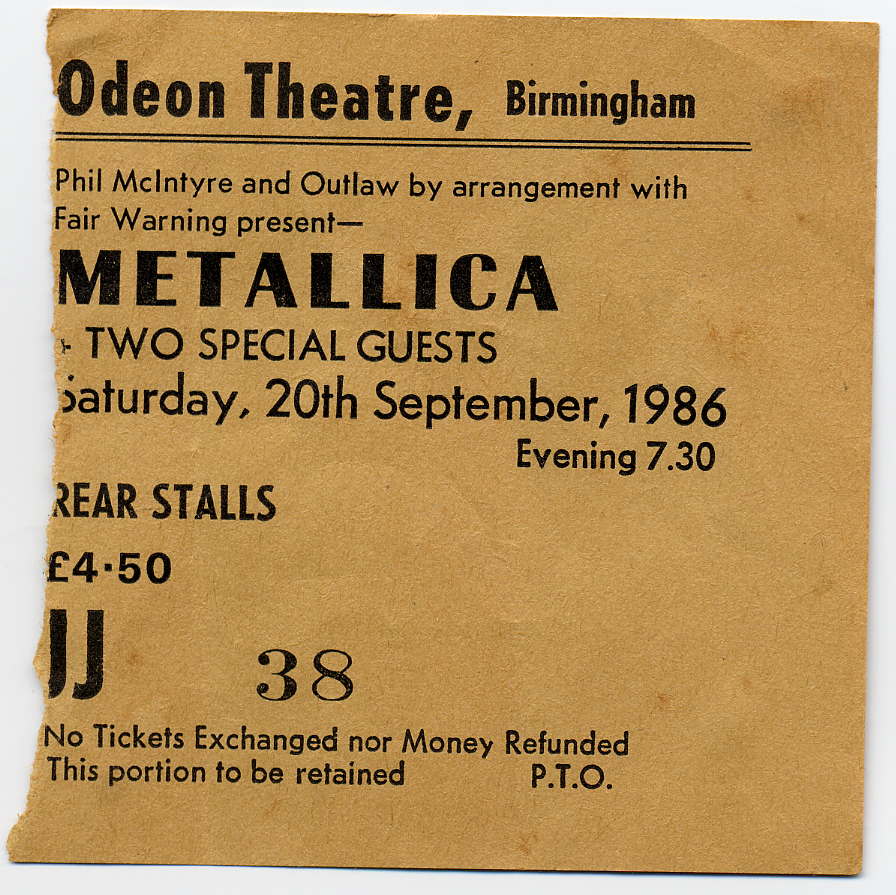 Odeon Theatre, Birmingham
Phil McIntyre and Outlaw by arrangement with
Fair Warning present—
METALLICA
+ TWO SPECIAL GUESTS
Saturday, 20th September, 1986
Evening 7.30
REAR STALLS
£4·50
JJ 38
No Tickets Exchanged nor Money Refunded
This portion to be retained P.T.O.